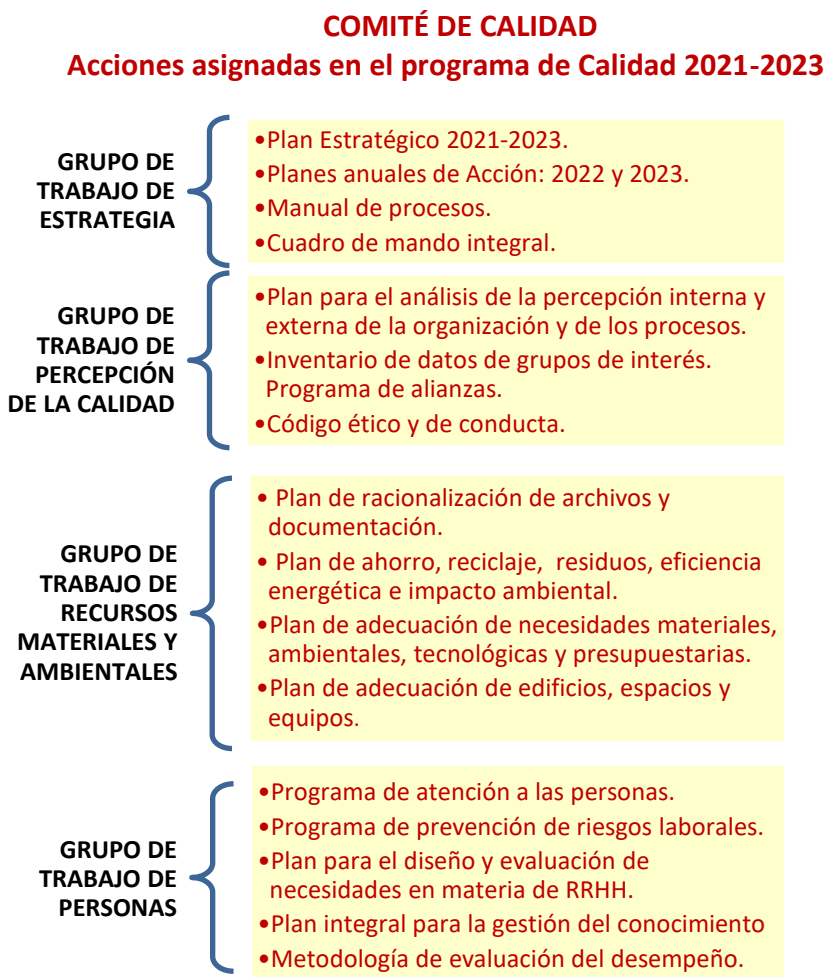 COMITÉ DE CALIDAD
Acciones asignadas en el programa de Calidad 2021-2023
GRUPO DE
TRABAJO DE
ESTRATEGIA
•Plan Estratégico 2021-2023.
•Planes anuales de Acción: 2022 y 2023.
•Manual de procesos.
•Cuadro de mando integral.
GRUPO DE
TRABAJO DE
PERCEPCIÓN
DE LA CALIDAD
•Plan para el análisis de la percepción interna y
externa de la organización y de los procesos.
•Inventario de datos de grupos de interés.
Programa de alianzas.
•Código ético y de conducta.
GRUPO DE
TRABAJO DE
RECURSOS
MATERIALES Y
AMBIENTALES
• Plan de racionalización de archivos y
documentación.
• Plan de ahorro, reciclaje, residuos, eficiencia
energética e impacto ambiental.
•Plan de adecuación de necesidades materiales,
ambientales, tecnológicas y presupuestarias.
•Plan de adecuación de edificios, espacios y
equipos.
GRUPO DE
TRABAJO DE
PERSONAS
•Programa de atención a las personas.
•Programa de prevención de riesgos laborales.
•Plan para el diseño y evaluación de
necesidades en materia de RRHH.
•Plan integral para la gestión del conocimiento
•Metodología de evaluación del desempeño.